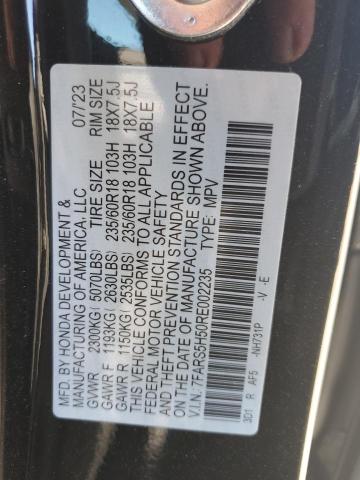 MFD. BY HONDA DEVELOPMENT & 07/'23
MANUFACTURING OF AMERICA, LLC
GVWR 2300KG( 5070LBS) TIRE SIZE RIM SIZE
GAWR F 1193KG( 2630LBS) 235/60R18 103H 18X7.5J
GAWR R 1150KG( 2535LBS) 235/60R18 103H 18X7.5J
THIS VEHICLE CONFORMS TO ALL APPLICABLE
FEDERAL MOTOR VEHICLE SAFETY
AND THEFT PREVENTION STANDARDS IN EFFECT
ON THE DATE OF MANUFACTURE SHOWN ABOVE.
V.I.N. 7FARS5H50RE002235 TYPE: MPV
3D1 R AF5 -NH731P -V -E